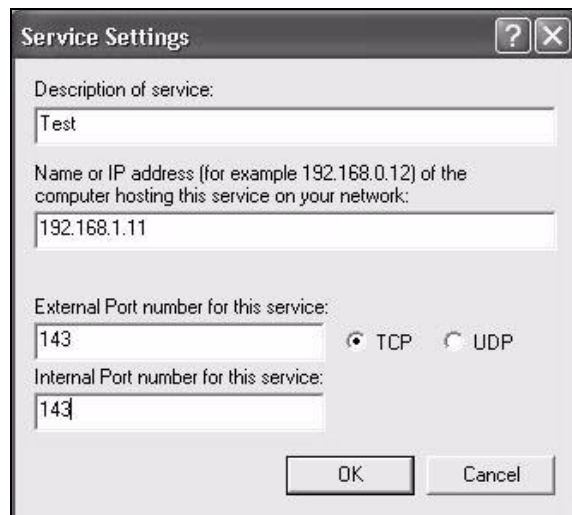 Service Settings
Description of service:
Test
Name or IP address (for example 192.168.0.12) of the
computer hosting this service on your network:
192.168.1.11
External Port number for this service:
143
TCP
UDP
Internal Port number for this service:
143
OK
Cancel